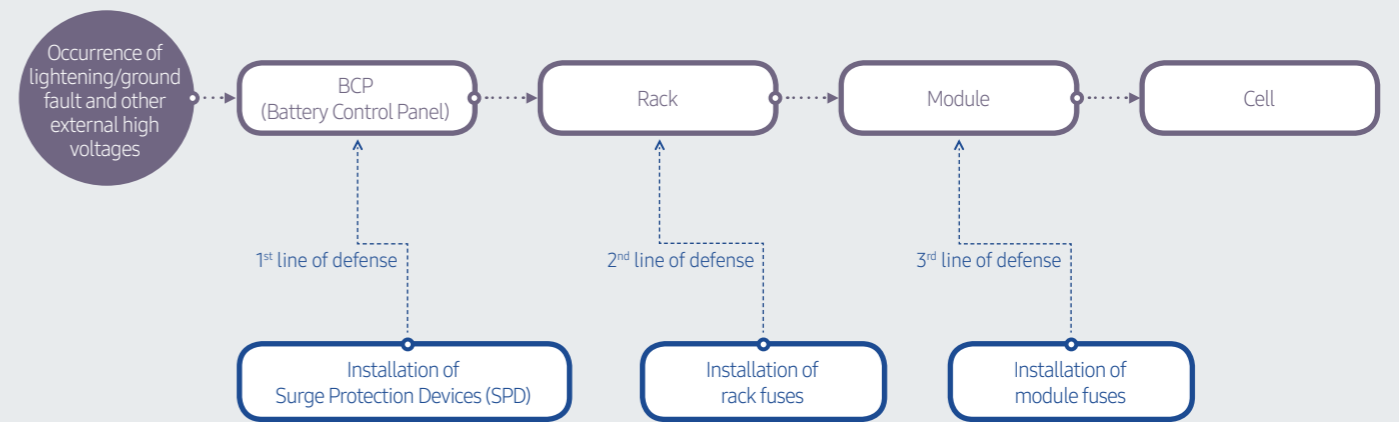 Occurrence of
lightening/ground
fault and other
external high
voltages
BCP
(Battery Control Panel)
Rack
Module
Cell
1st line of defense
2nd line of defense
3rd line of defense
Installation of
Surge Protection Devices (SPD)
Installation of
rack fuses
Installation of
module fuses